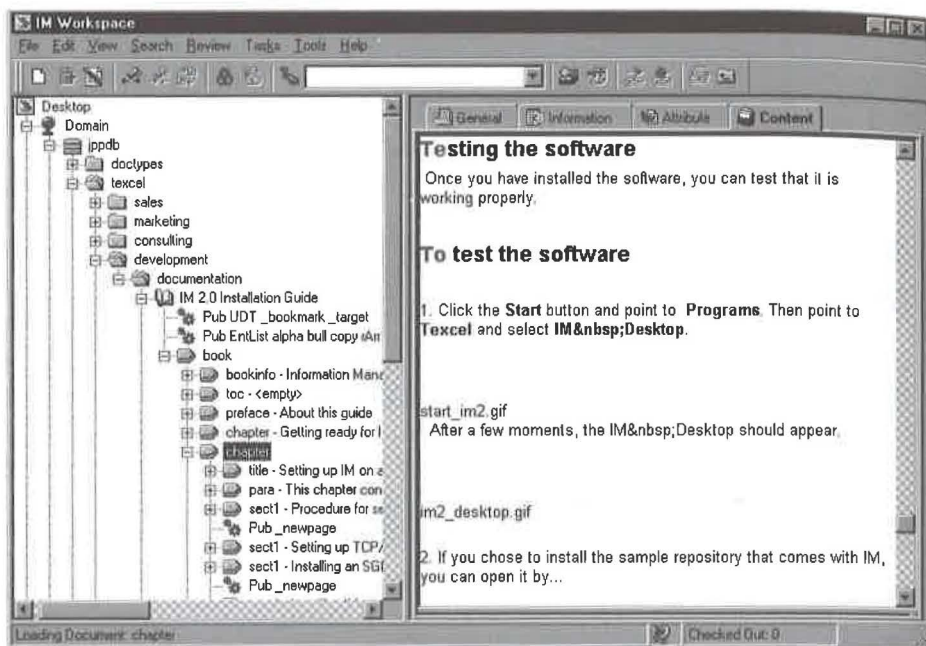 IM Workspace
File Edit View Search Review Tasks Tools Help
Desktop
Domain
jppdb
doctypes
texcel
sales
marketing
consulting
development
documentation
IM 2.0 Installation Guide
Pub UDT _bookmark _target
Pub EntList alpha bull copy
book
bookinfo - Information Mana
toc - <empty>
preface - About this guide
chapter - Getting ready for I
chapter
title - Setting up IM on a
para - This chapter con
sect1 - Procedure for se
Pub _newpage
sect1 - Setting up TCP/
sect1 - Installing an SGI
Pub _newpage
General Information Attribute Content
Testing the software
Once you have installed the software, you can test that it is
working properly.
To test the software
1. Click the Start button and point to Programs. Then point to
Texcel and select IM&nbsp;Desktop.
start_im2.gif
After a few moments, the IM&nbsp;Desktop should appear.
im2_desktop.gif
2. If you chose to install the sample repository that comes with IM,
you can open it by...
Loading Document: chapter Checked Out: 0